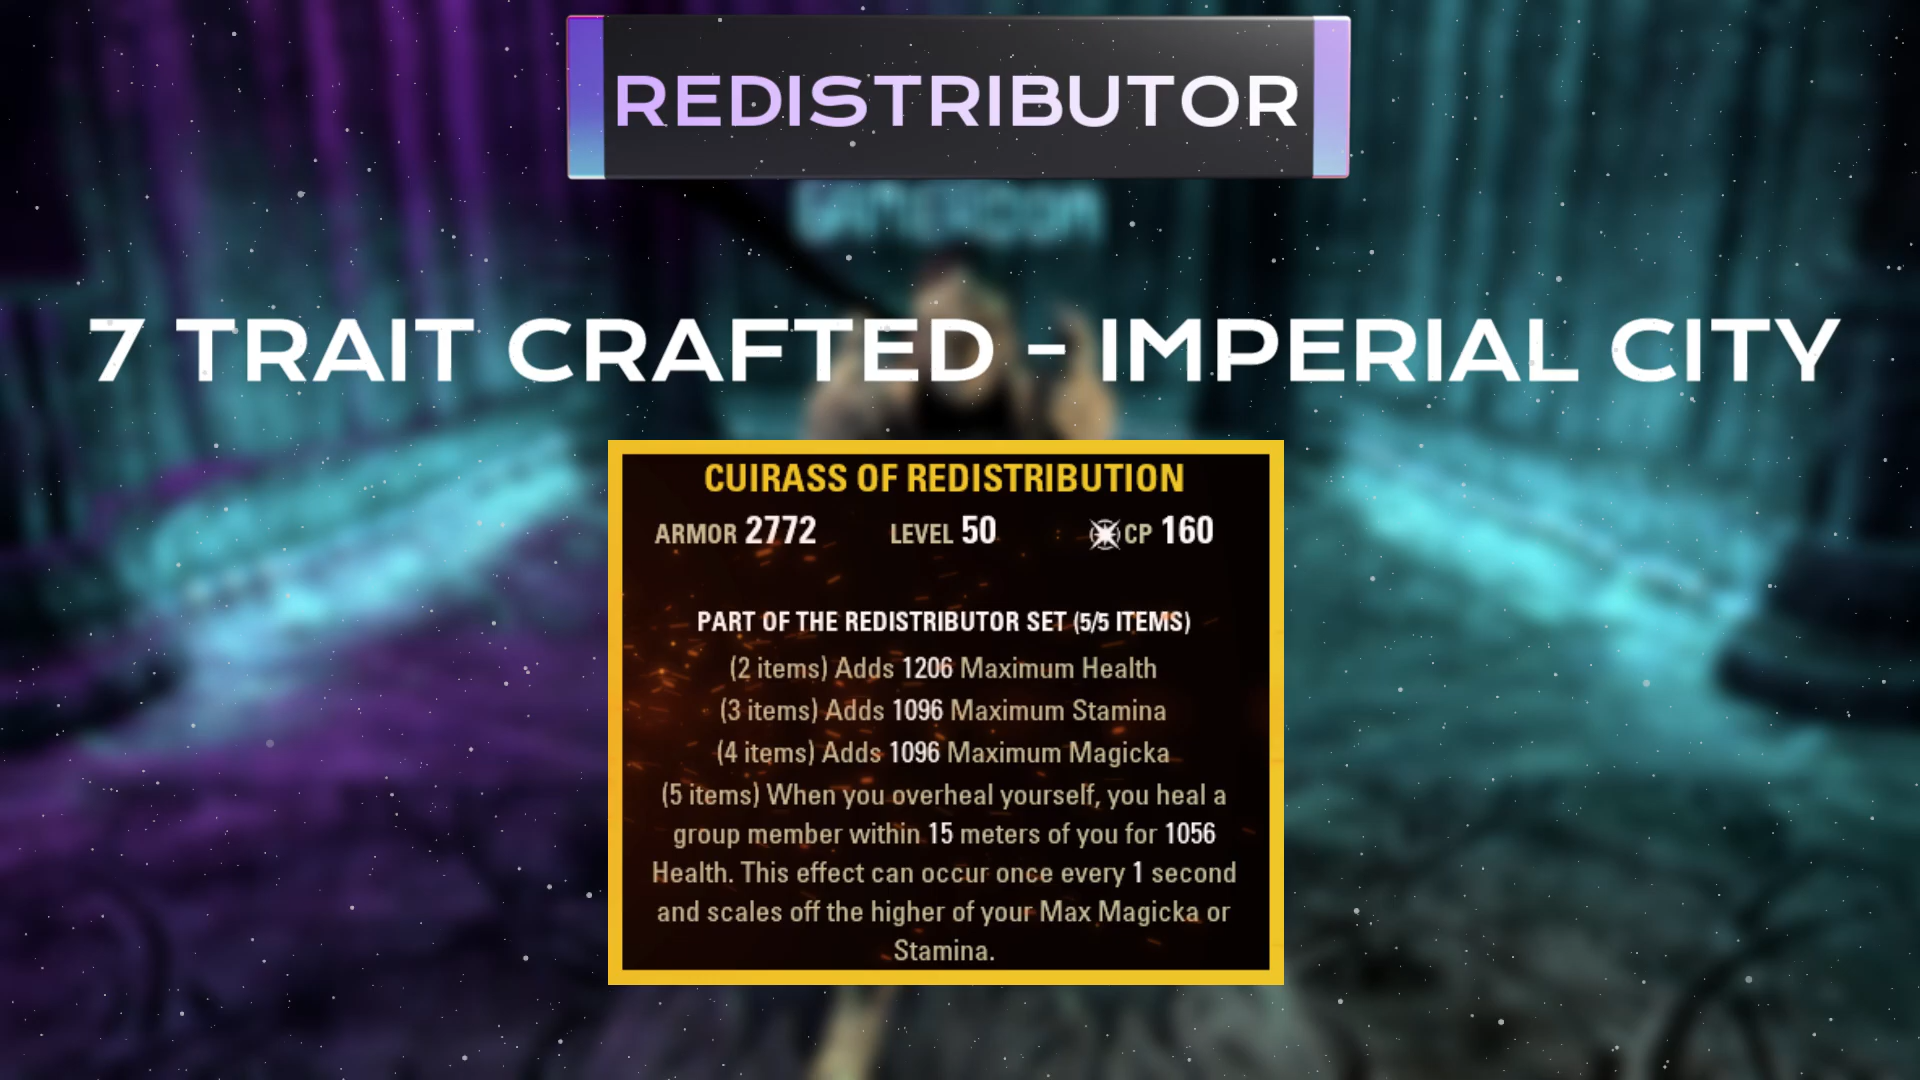 REDISTRIBUTOR
GAMEROOM
7 TRAIT CRAFTED - IMPERIAL CITY
CUIRASS OF REDISTRIBUTION
ARMOR 2772 LEVEL 50 CP 160
PART OF THE REDISTRIBUTOR SET (5/5 ITEMS)
(2 items) Adds 1206 Maximum Health
(3 items) Adds 1096 Maximum Stamina
(4 items) Adds 1096 Maximum Magicka
(5 items) When you overheal yourself, you heal a
group member within 15 meters of you for 1056
Health. This effect can occur once every 1 second
and scales off the higher of your Max Magicka or
Stamina.